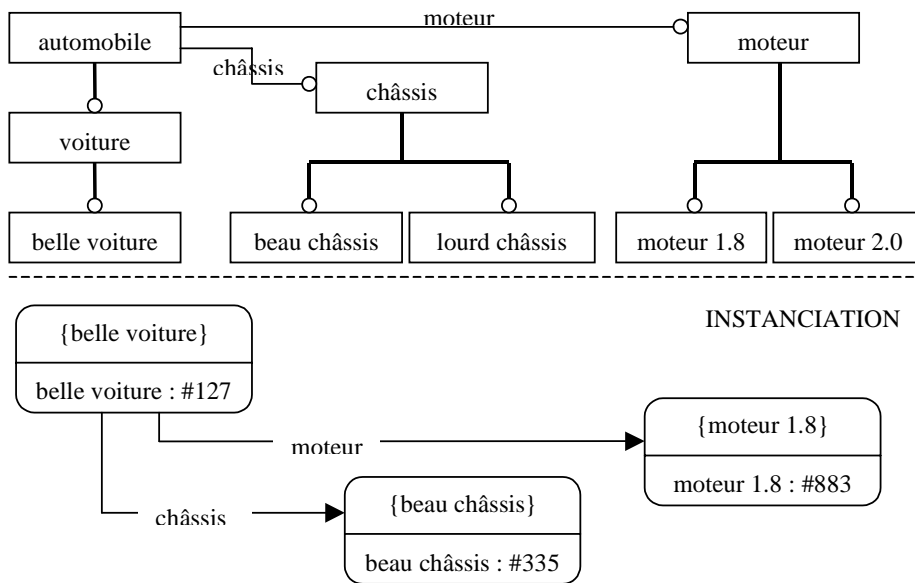 moteur
automobile
moteur
châssis
châssis
voiture
belle voiture
beau châssis
lourd châssis
moteur 1.8
moteur 2.0
INSTANCIATION
{belle voiture}
belle voiture : #127
{moteur 1.8}
moteur
moteur 1.8 : #883
{beau châssis}
châssis
beau châssis : #335